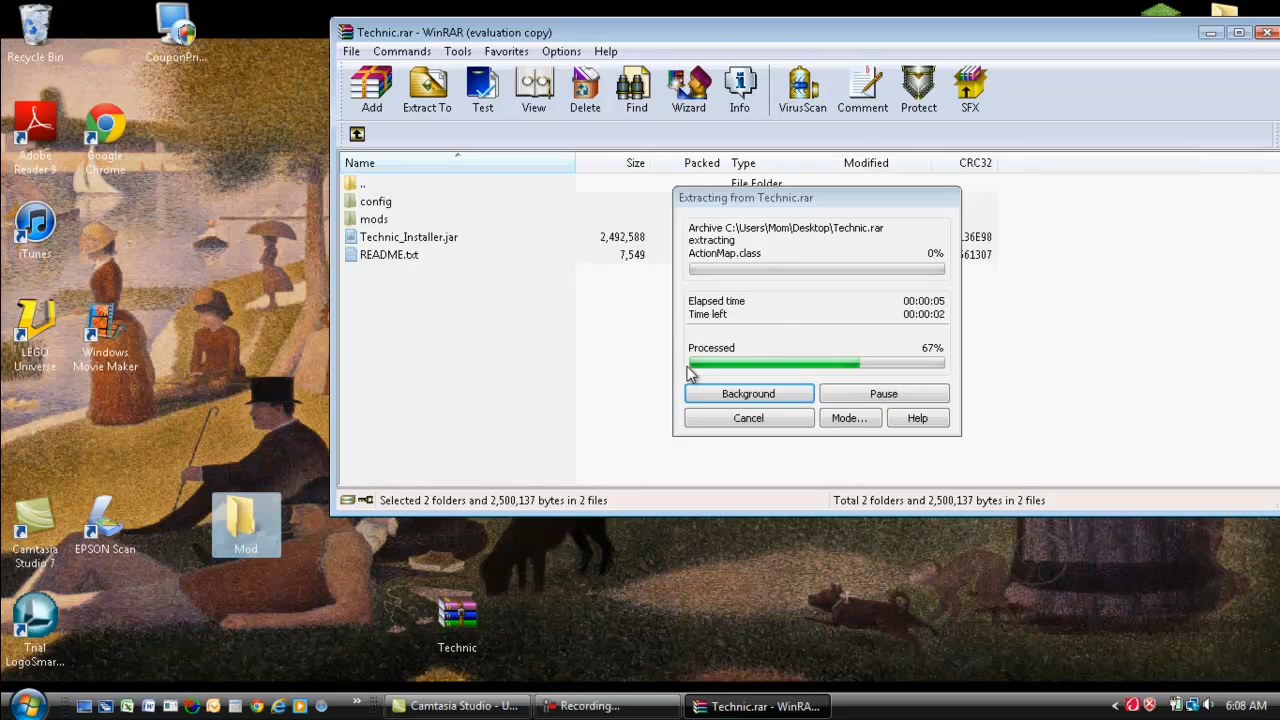 Recycle Bin
CouponPri...
Adobe
Reader 9
Google
Chrome
iTunes
LEGO
Universe
Windows
Movie Maker
Camtasia
Studio 7
EPSON Scan
Mod
Trial
LogoSmar...
Technic
Technic.rar - WinRAR (evaluation copy)
File Commands Tools Favorites Options Help
Add Extract To Test View Delete Find Wizard Info VirusScan Comment Protect SFX
Name Size Packed Type Modified CRC32
.. File Folder
config
mods
Technic_Installer.jar 2,492,588 136E98
README.txt 7,549 561307
Extracting from Technic.rar
Archive C:\Users\Mom\Desktop\Technic.rar
extracting
ActionMap.class 0%
Elapsed time 00:00:05
Time left 00:00:02
Processed 67%
Background Pause
Cancel Mode... Help
Selected 2 folders and 2,500,137 bytes in 2 files Total 2 folders and 2,500,137 bytes in 2 files
Camtasia Studio - U... Recording... Technic.rar - WinRA... 6:08 AM